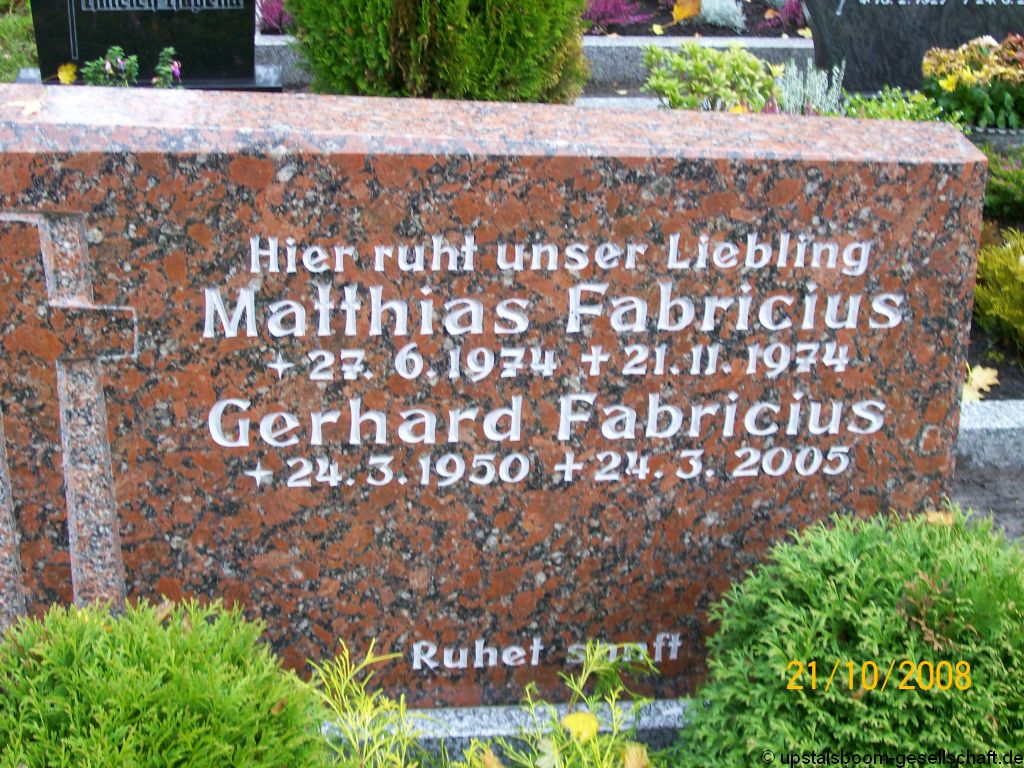 Hier ruht unser Liebling
Matthias Fabricius
27. 6. 1974 † 21. 11. 1974
Gerhard Fabricius
24. 3. 1950 † 24. 3. 2005
Ruhet sanft
21/10/2008
© upstalsboom-gesellschaft.de